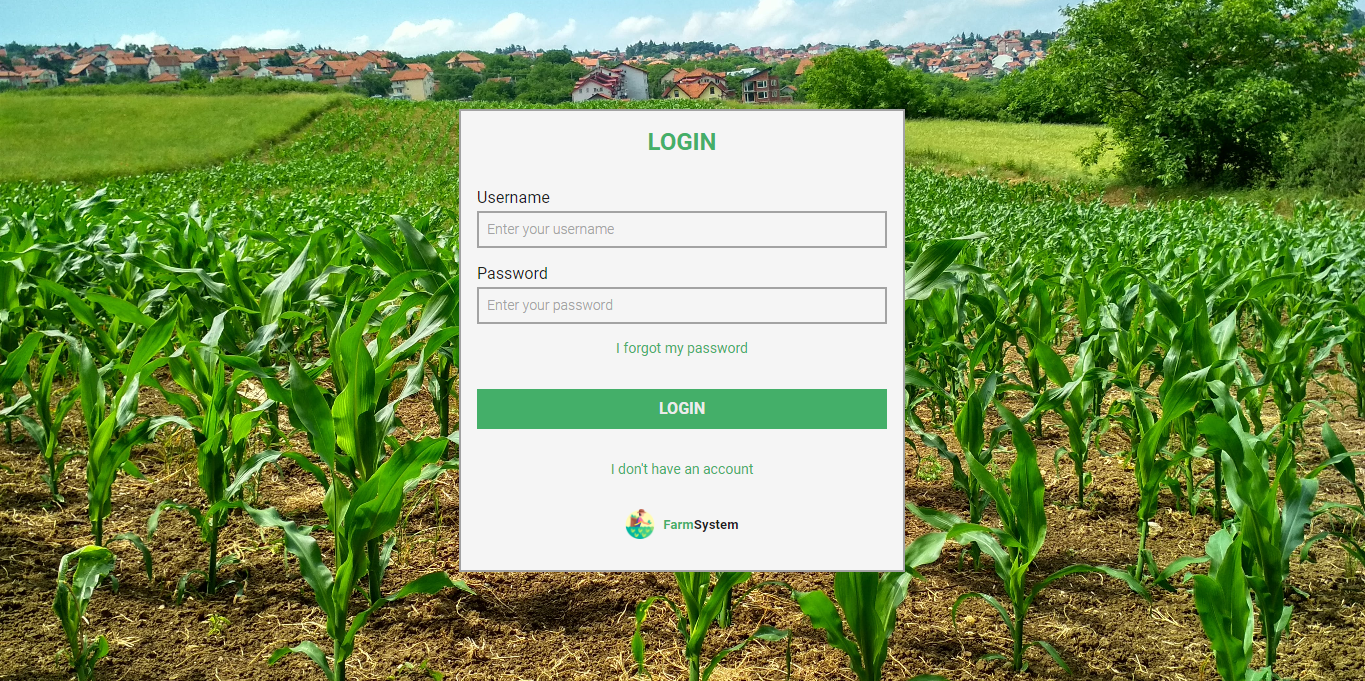 LOGIN
Username
Enter your username
Password
Enter your password
I forgot my password
LOGIN
I don't have an account
FarmSystem